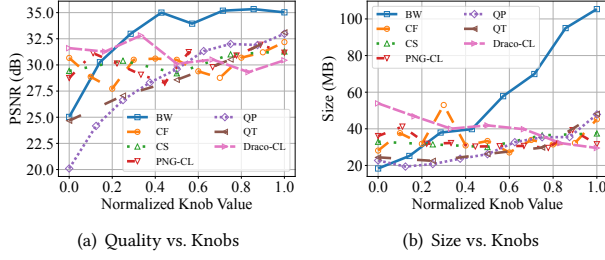 35.0
32.5
30.0
27.5
25.0
22.5
20.0
PSNR (dB)
0.0 0.2 0.4 0.6 0.8 1.0
Normalized Knob Value
BW
CF
CS
PNG-CL
QP
QT
Draco-CL
(a) Quality vs. Knobs
100
80
60
40
20
Size (MB)
0.0 0.2 0.4 0.6 0.8 1.0
Normalized Knob Value
BW
CF
CS
PNG-CL
QP
QT
Draco-CL
(b) Size vs. Knobs